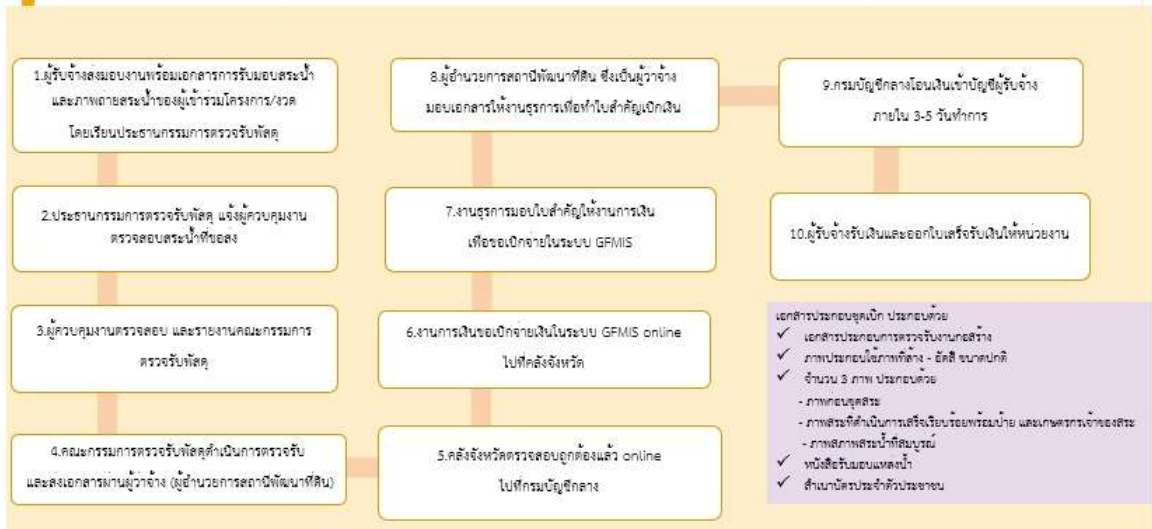 1.ผู้รับจ้างส่งมอบงานพร้อมเอกสารการรับมอบสระน้ำ
และภาพถ่ายสระน้ำของผู้เข้าร่วมโครงการ/งวด
โดยเรียนประธานกรรมการตรวจรับพัสดุ
2.ประธานกรรมการตรวจรับพัสดุ แจ้งผู้ควบคุมงาน
ตรวจสอบสระน้ำที่ขอส่ง
3.ผู้ควบคุมงานตรวจสอบ และรายงานคณะกรรมการ
ตรวจรับพัสดุ
4.คณะกรรมการตรวจรับพัสดุดำเนินการตรวจรับ
และส่งเอกสารผ่านผู้ว่าจ้าง (ผู้อำนวยการสถานีพัฒนาที่ดิน)
5.คลังจังหวัดตรวจสอบถูกต้องแล้ว online
ไปที่กรมบัญชีกลาง
6.งานการเงินขอเบิกจ่ายเงินในระบบ GFMIS online
ไปที่คลังจังหวัด
7.งานธุรการมอบใบสำคัญให้งานการเงิน
เพื่อขอเบิกจ่ายในระบบ GFMIS
8.ผู้อำนวยการสถานีพัฒนาที่ดิน ซึ่งเป็นผู้ว่าจ้าง
มอบเอกสารให้งานธุรการเพื่อทำใบสำคัญเบิกเงิน
9.กรมบัญชีกลางโอนเงินเข้าบัญชีผู้รับจ้าง
ภายใน 3-5 วันทำการ
10.ผู้รับจ้างรับเงินและออกใบเสร็จรับเงินให้หน่วยงาน
เอกสารประกอบชุดเบิก ประกอบด้วย
✓ เอกสารประกอบการตรวจรับงานก่อสร้าง
✓ ภาพประกอบใช้ภาพที่ล้าง - อัดสี ขนาดปกติ
✓ จำนวน 3 ภาพ ประกอบด้วย
- ภาพก่อนขุดสระ
- ภาพสระที่ดำเนินการเสร็จเรียบร้อยพร้อมป้าย และเกษตรกรเจ้าของสระ
- ภาพสภาพสระน้ำที่สมบูรณ์
✓ หนังสือรับมอบแหล่งน้ำ
✓ สำเนาบัตรประจำตัวประชาชน